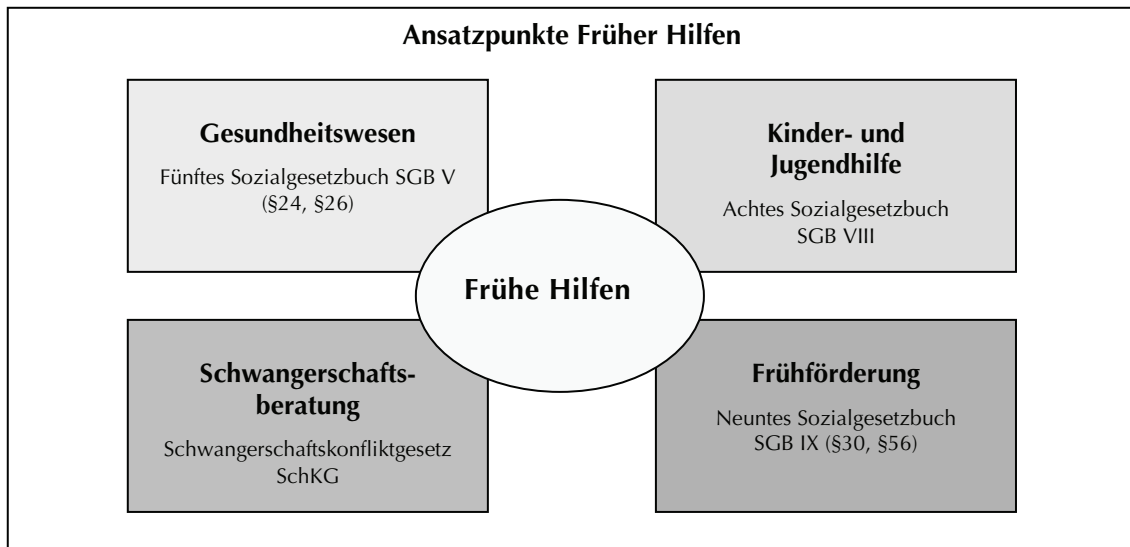 Ansatzpunkte Früher Hilfen
Gesundheitswesen
Fünftes Sozialgesetzbuch SGB V
(§24, §26)
Kinder- und
Jugendhilfe
Achtes Sozialgesetzbuch
SGB VIII
Frühe Hilfen
Schwangerschafts-
beratung
Schwangerschaftskonfliktgesetz
SchKG
Frühförderung
Neuntes Sozialgesetzbuch
SGB IX (§30, §56)